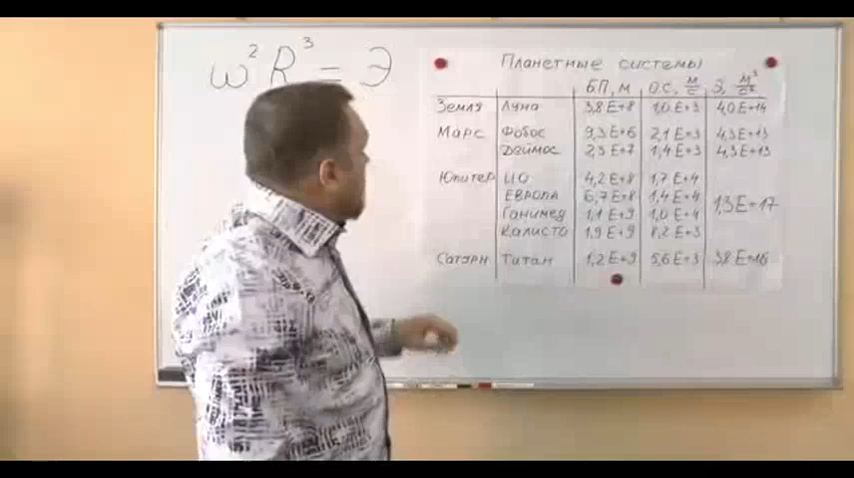 ω² R³ = Э
Планетные системы
Б.П, м О.С, м/с Э, м³/с²
Земля Луна 3,8 E+8 1,0 E+3 4,0 E+14
Марс Фобос 9,3 E+6 2,1 E+3 4,3 E+13
Деймос 2,3 E+7 1,4 E+3 4,3 E+13
Юпитер ИО 4,2 E+8 1,7 E+4
ЕВРОПА 6,7 E+8 1,4 E+4
1,3 E+17
Ганимед 1,1 E+9 1,0 E+4
Калисто 1,9 E+9 8,2 E+3
Сатурн Титан 1,2 E+9 5,6 E+3 3,8 E+16